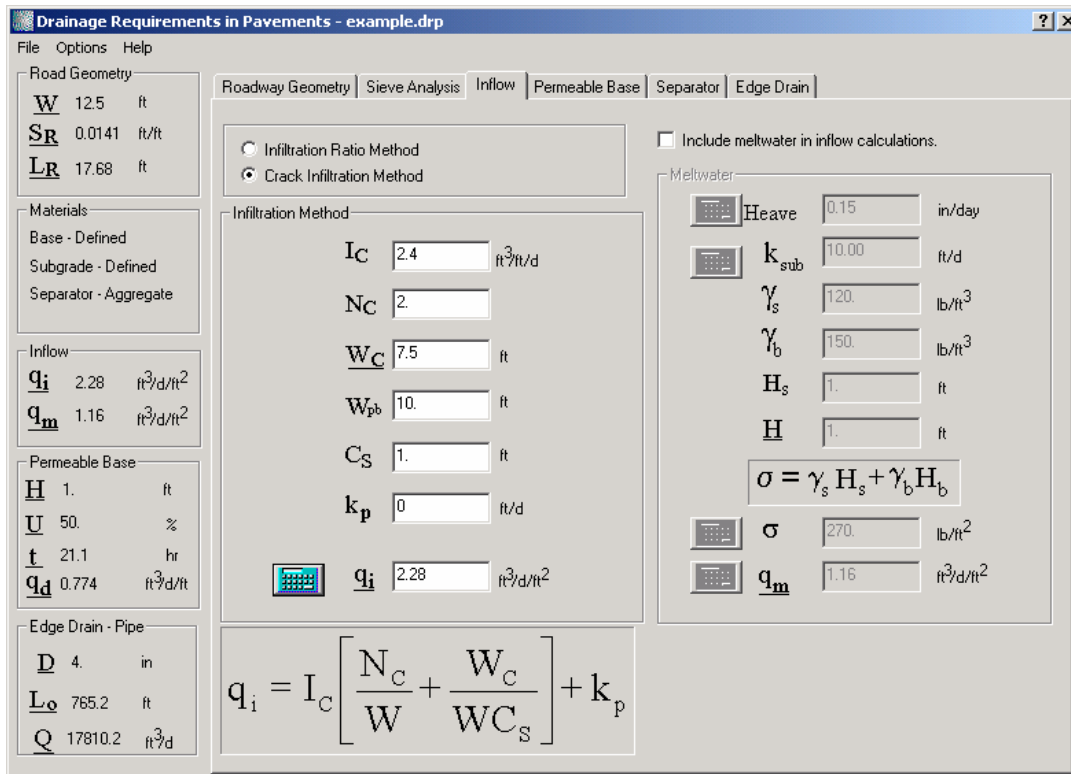 Drainage Requirements in Pavements - example.drp
File Options Help
Road Geometry
W 12.5 ft
SR 0.0141 ft/ft
LR 17.68 ft
Materials
Base - Defined
Subgrade - Defined
Separator - Aggregate
Inflow
qi 2.28 ft3/d/ft2
qm 1.16 ft3/d/ft2
Permeable Base
H 1. ft
U 50. %
t 21.1 hr
qd 0.774 ft3/d/ft
Edge Drain - Pipe
D 4. in
Lo 765.2 ft
Q 17810.2 ft3/d
Roadway Geometry Sieve Analysis Inflow Permeable Base Separator Edge Drain
Infiltration Ratio Method
Crack Infiltration Method
Infiltration Method
IC 2.4 ft3/ft/d
NC 2.
WC 7.5 ft
Wpb 10. ft
CS 1. ft
kp 0 ft/d
qi 2.28 ft3/d/ft2
qi = IC [ NC/W + WC/WCS ] + kp
Include meltwater in inflow calculations.
Meltwater
Heave 0.15 in/day
ksub 10.00 ft/d
γs 120. lb/ft3
γb 150. lb/ft3
Hs 1. ft
H 1. ft
σ = γs Hs + γb Hb
σ 270. lb/ft2
qm 1.16 ft3/d/ft2